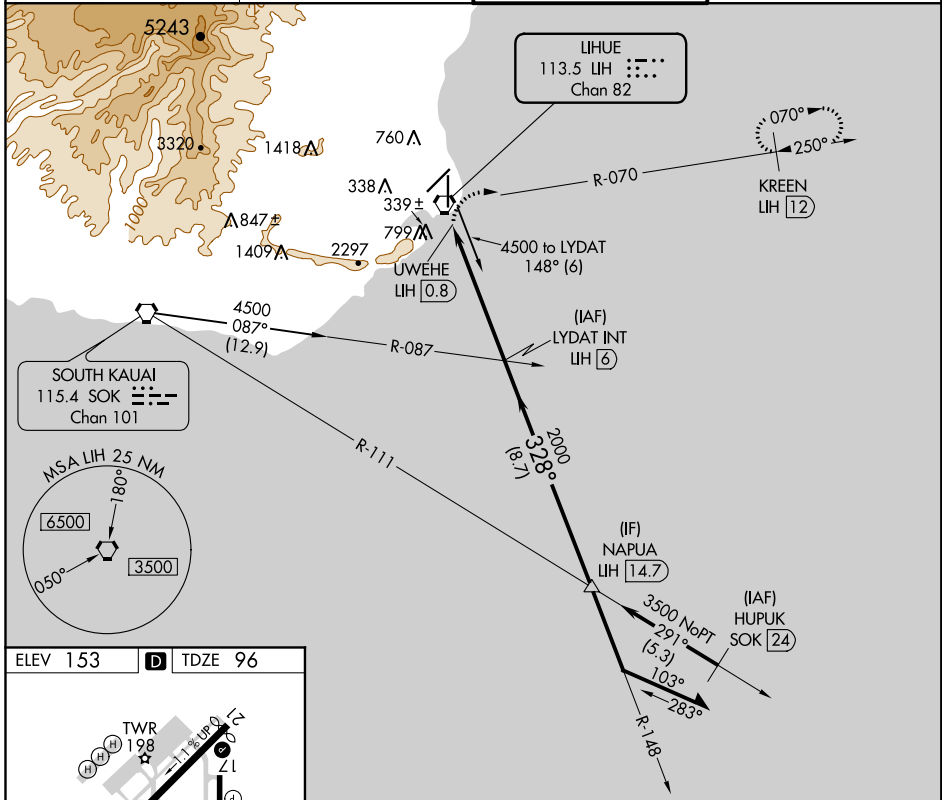 5243
LIHUE
113.5 LIH
Chan 82
070°
250°
3320
1418
760
R-070
KREEN
LIH 12
338
339±
847±
799
4500 to LYDAT
148° (6)
1409
2297
UWEHE
LIH 0.8
4500
087°
(12.9)
R-087
(IAF)
LYDAT INT
LIH 6
SOUTH KAUAI
115.4 SOK
Chan 101
R-111
2000
328°
(8.7)
MSA LIH 25 NM
180°
6500
3500
050°
(IF)
NAPUA
LIH 14.7
3500 NoPT
291°
(5.3)
(IAF)
HUPUK
SOK 24
103°
283°
R-148
ELEV 153
D
TDZE 96
TWR
198
H H H
1.1% UP
21
P
17
P